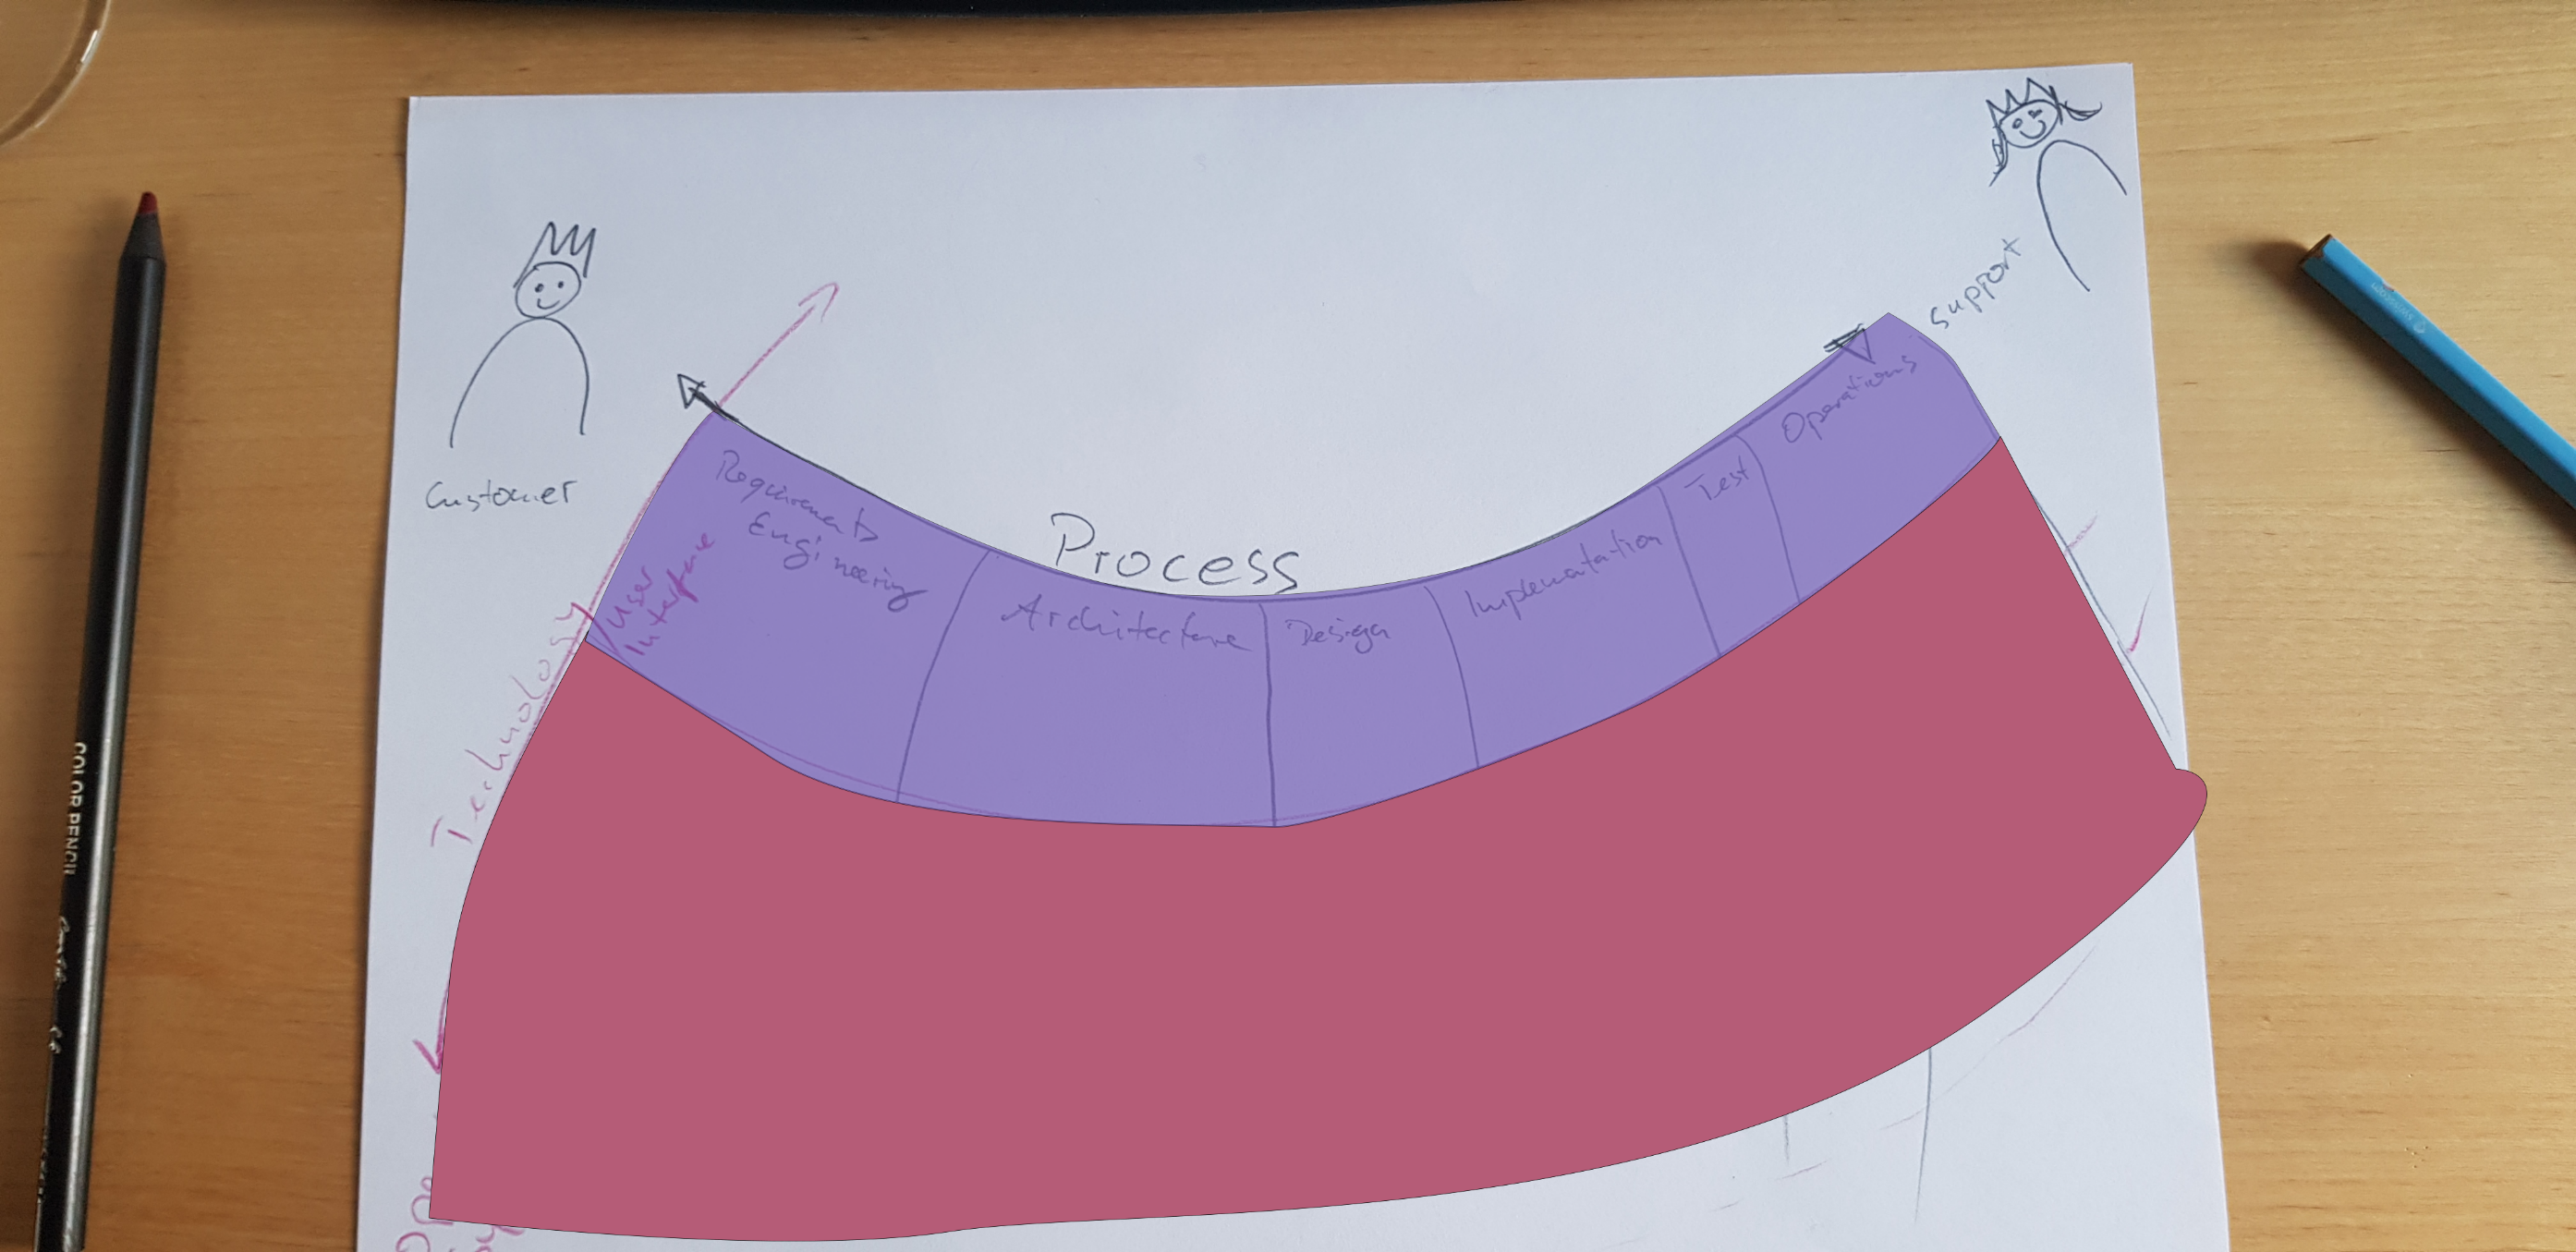 Support
Customer
Process
Requirements
Engineering
Architecture
Design
Implementation
Test
Operations
User
Interface
Technology
COLOR PENCIL